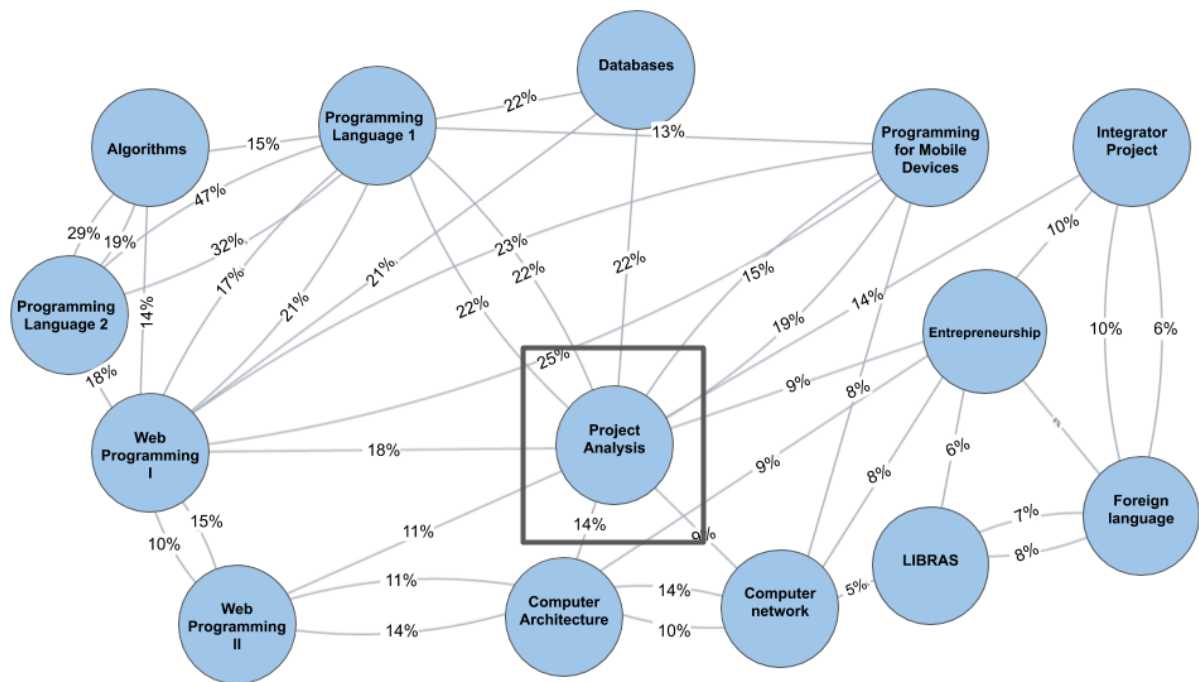 Databases
Programming
Language 1
22%
Algorithms
15%
13%
Programming
for Mobile
Devices
Integrator
Project
47%
29%
19%
32%
23%
10%
17%
22%
22%
21%
15%
Programming
Language 2
14%
21%
22%
14%
19%
10%
6%
Entrepreneurship
18%
25%
9%
8%
Web
Programming
I
18%
Project
Analysis
9%
8%
6%
15%
10%
11%
14%
7%
Foreign
language
8%
LIBRAS
11%
14%
5%
Web
Programming
II
14%
Computer
Architecture
10%
Computer
network